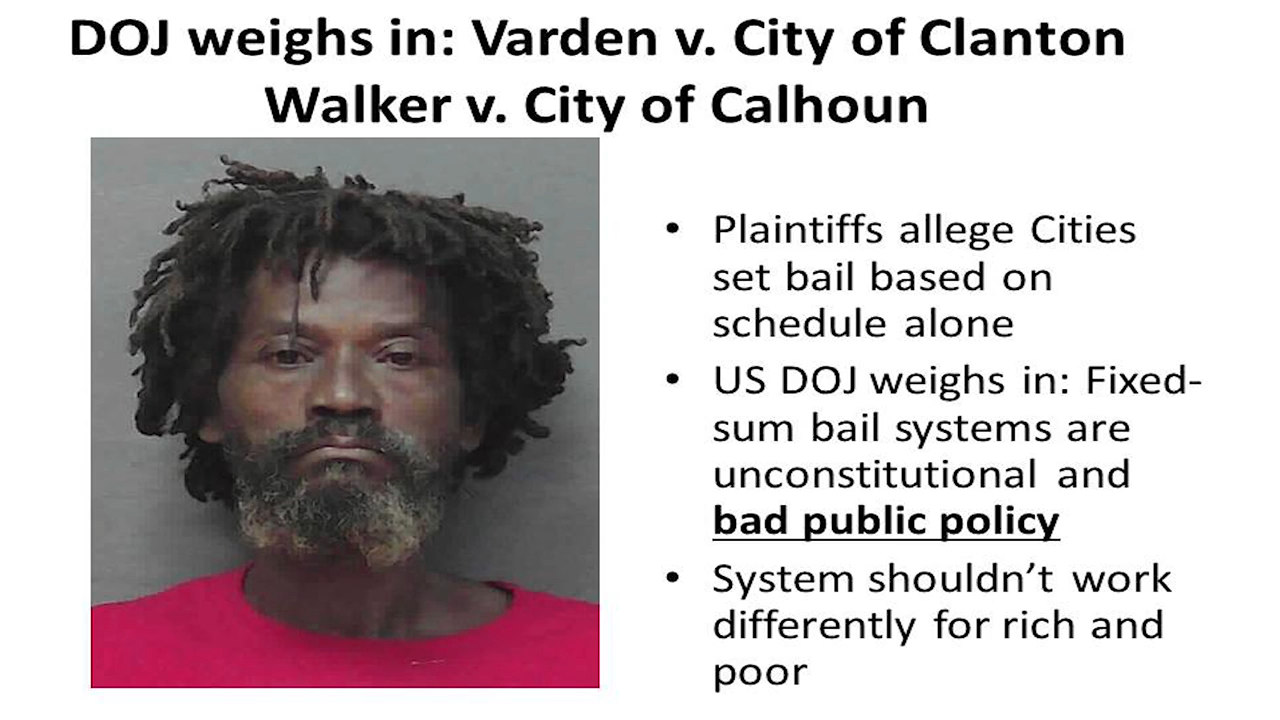 DOJ weighs in: Varden v. City of Clanton
Walker v. City of Calhoun
• Plaintiffs allege Cities
set bail based on
schedule alone
• US DOJ weighs in: Fixed-
sum bail systems are
unconstitutional and
bad public policy
• System shouldn’t work
differently for rich and
poor